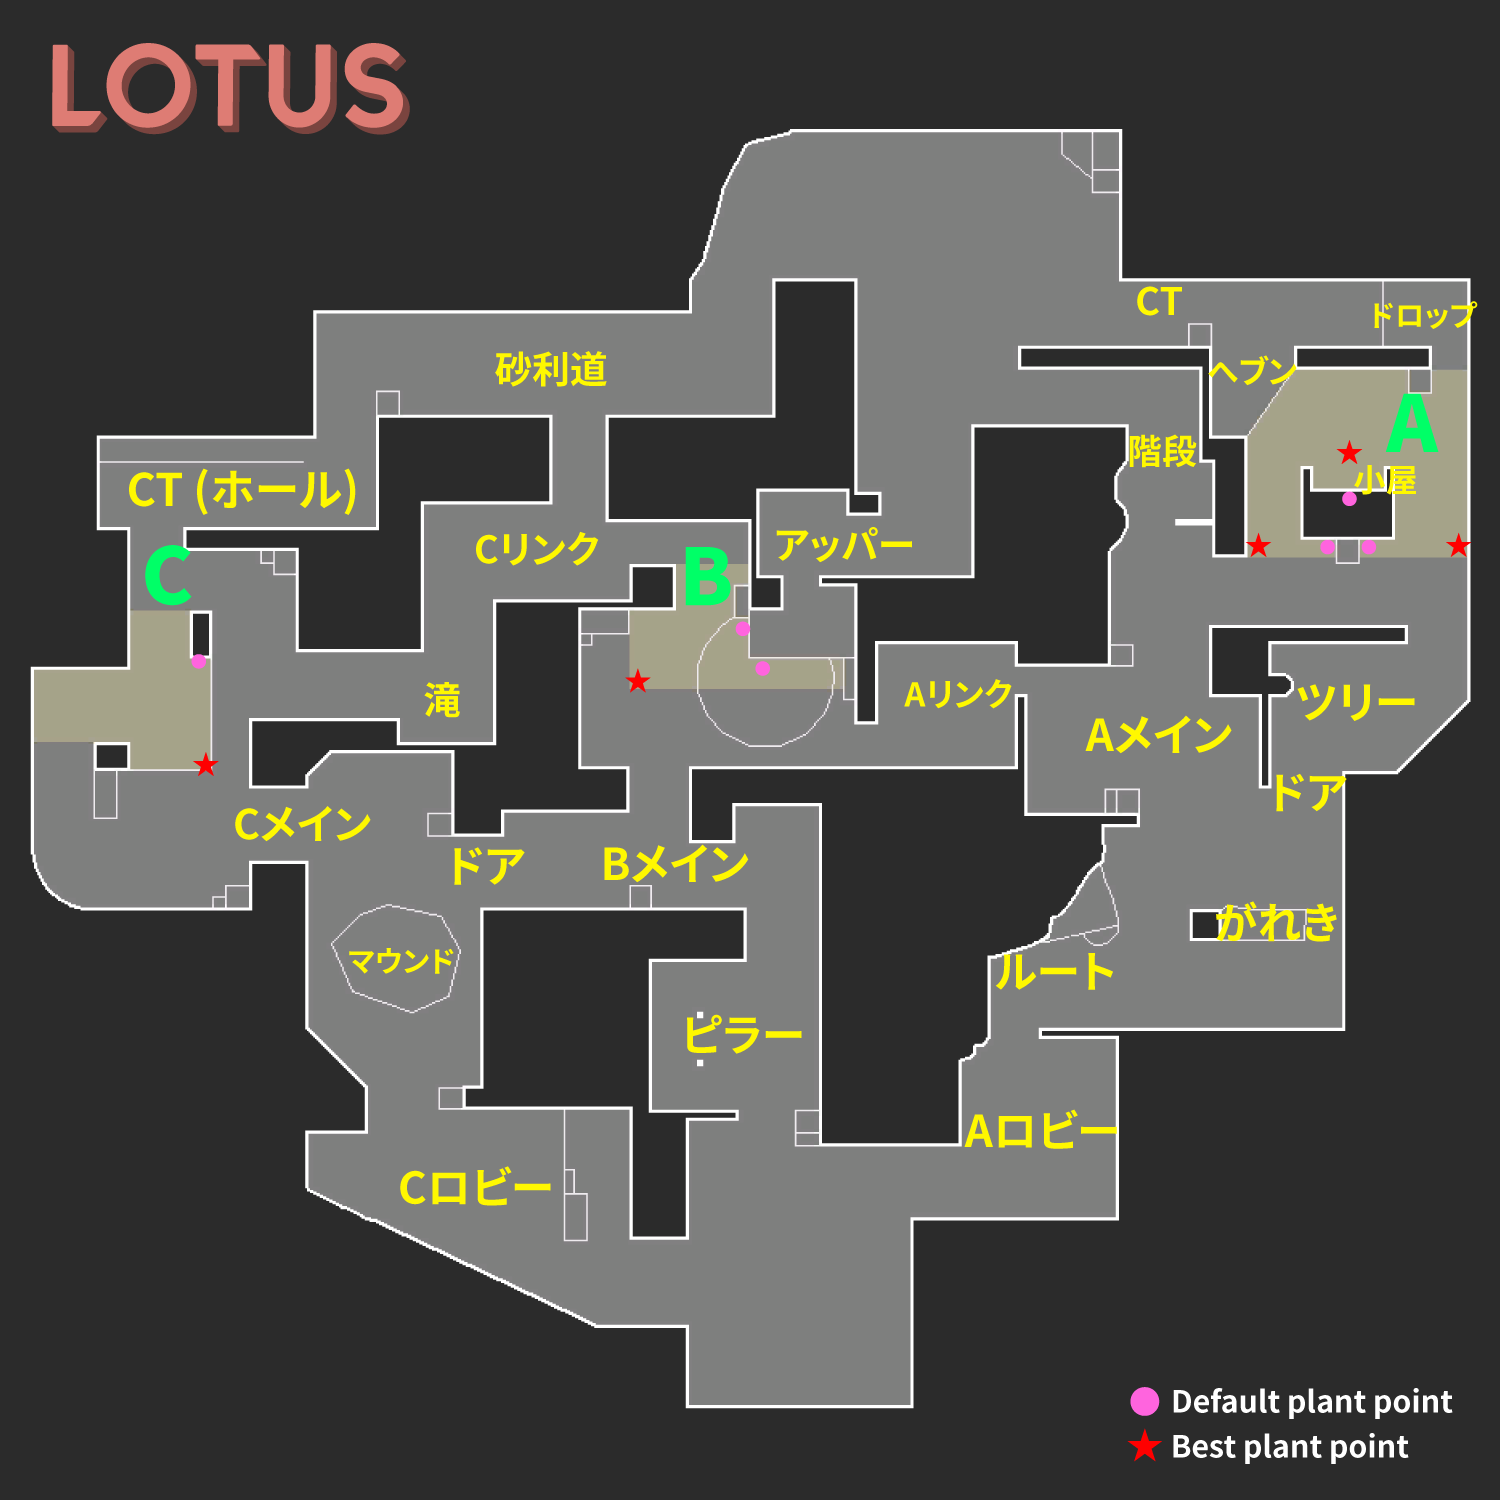 LOTUS
CT
ドロップ
砂利道
ヘブン
A
階段
小屋
CT (ホール)
Cリンク
アッパー
C
B
滝
Aリンク
ツリー
Aメイン
ドア
Cメイン
ドア
Bメイン
がれき
マウンド
ルート
ピラー
Aロビー
Cロビー
Default plant point
Best plant point